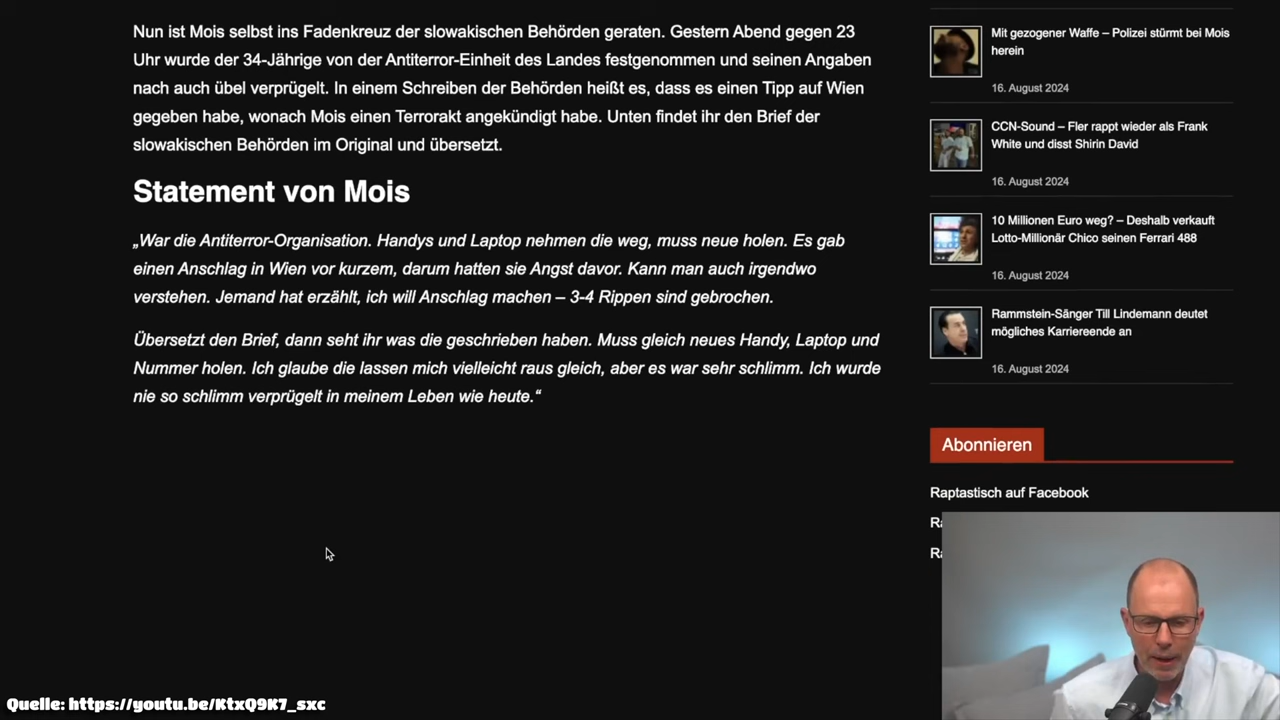 Nun ist Mois selbst ins Fadenkreuz der slowakischen Behörden geraten. Gestern Abend gegen 23
Uhr wurde der 34-Jährige von der Antiterror-Einheit des Landes festgenommen und seinen Angaben
nach auch übel verprügelt. In einem Schreiben der Behörden heißt es, dass es einen Tipp auf Wien
gegeben habe, wonach Mois einen Terrorakt angekündigt habe. Unten findet ihr den Brief der
slowakischen Behörden im Original und übersetzt.
Statement von Mois
„War die Antiterror-Organisation. Handys und Laptop nehmen die weg, muss neue holen. Es gab
einen Anschlag in Wien vor kurzem, darum hatten sie Angst davor. Kann man auch irgendwo
verstehen. Jemand hat erzählt, ich will Anschlag machen – 3-4 Rippen sind gebrochen.
Übersetzt den Brief, dann seht ihr was die geschrieben haben. Muss gleich neues Handy, Laptop und
Nummer holen. Ich glaube die lassen mich vielleicht raus gleich, aber es war sehr schlimm. Ich wurde
nie so schlimm verprügelt in meinem Leben wie heute.“
Mit gezogener Waffe – Polizei stürmt bei Mois
herein
16. August 2024
CCN-Sound – Fler rappt wieder als Frank
White und disst Shirin David
16. August 2024
10 Millionen Euro weg? – Deshalb verkauft
Lotto-Millionär Chico seinen Ferrari 488
16. August 2024
Rammstein-Sänger Till Lindemann deutet
mögliches Karriereende an
16. August 2024
Abonnieren
Raptastisch auf Facebook
Quelle: https://youtu.be/KtxQ9K7_sxc